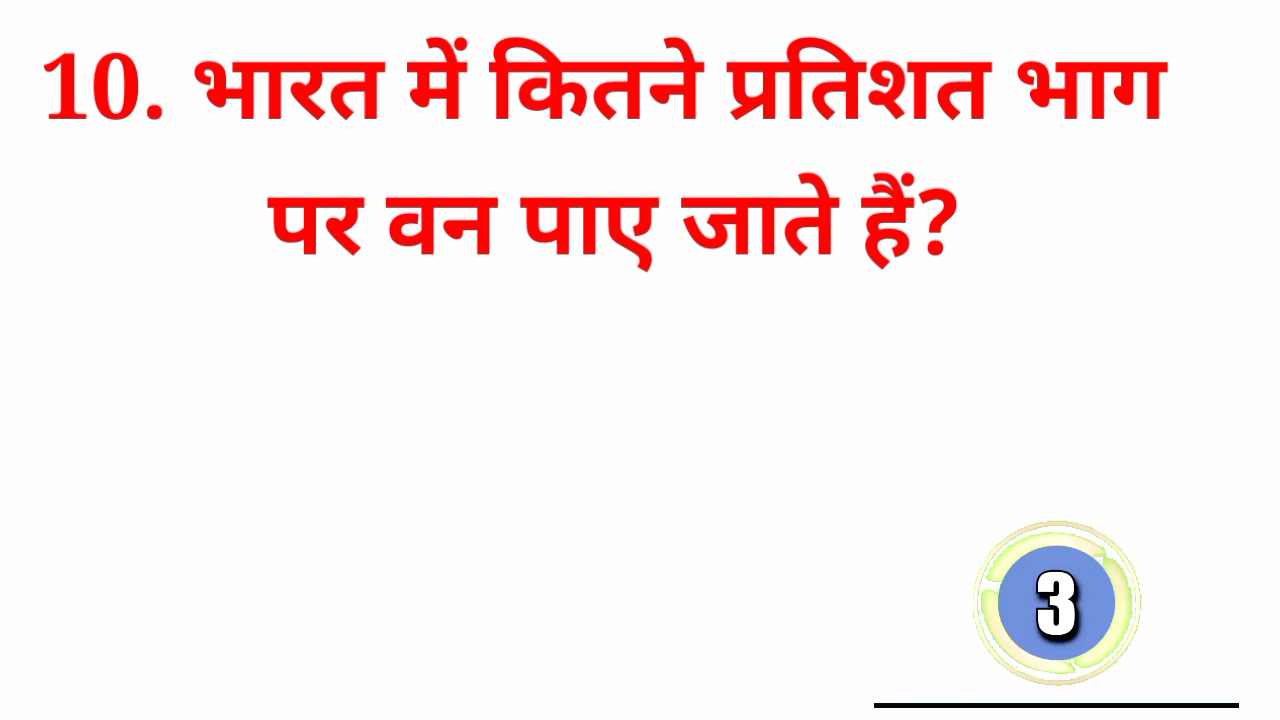 10. भारत में कितने प्रतिशत भाग
पर वन पाए जाते हैं?
3